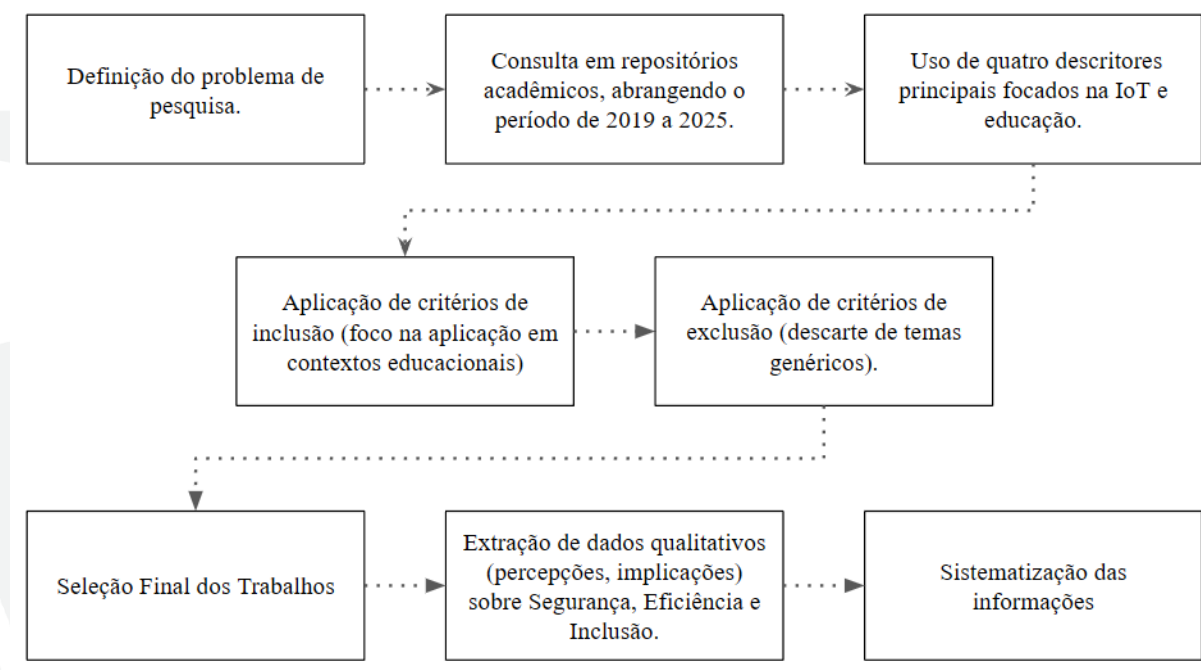 Definição do problema de
pesquisa.
Consulta em repositórios
acadêmicos, abrangendo o
período de 2019 a 2025.
Uso de quatro descritores
principais focados na IoT e
educação.
Aplicação de critérios de
inclusão (foco na aplicação em
contextos educacionais)
Aplicação de critérios de
exclusão (descarte de temas
genéricos).
Seleção Final dos Trabalhos
Extração de dados qualitativos
(percepções, implicações)
sobre Segurança, Eficiência e
Inclusão.
Sistematização das
informações